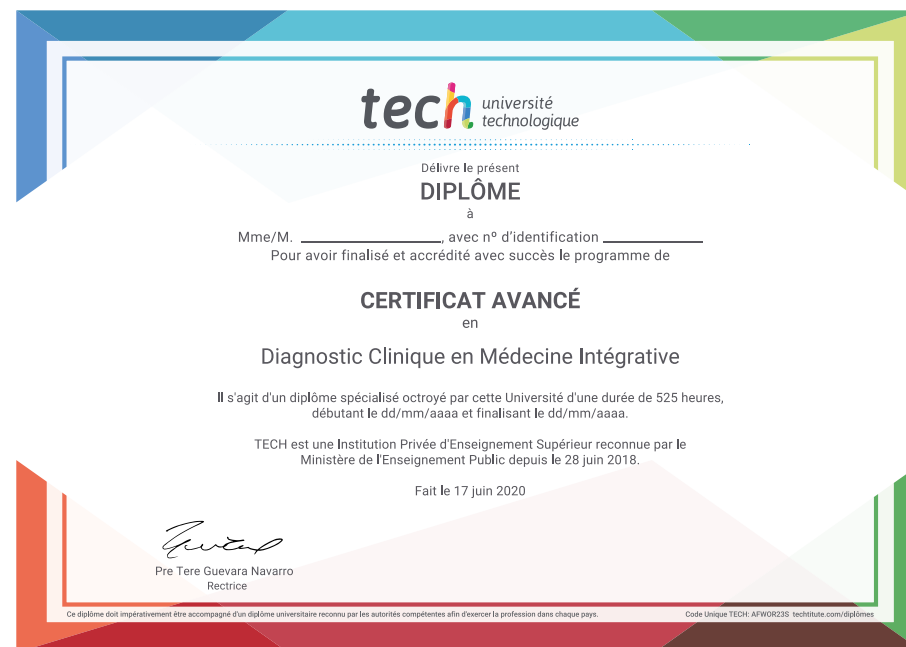 tech université
technologique
Délivre le présent
DIPLÔME
à
Mme/M. ____________________, avec nº d'identification ______________
Pour avoir finalisé et accrédité avec succès le programme de
CERTIFICAT AVANCÉ
en
Diagnostic Clinique en Médecine Intégrative
Il s'agit d'un diplôme spécialisé octroyé par cette Université d'une durée de 525 heures,
débutant le dd/mm/aaaa et finalisant le dd/mm/aaaa.
TECH est une Institution Privée d'Enseignement Supérieur reconnue par le
Ministère de l'Enseignement Public depuis le 28 juin 2018.
Fait le 17 juin 2020
Pre Tere Guevara Navarro
Rectrice
Ce diplôme doit impérativement être accompagné d'un diplôme universitaire reconnu par les autorités compétentes afin d'exercer la profession dans chaque pays.
Code Unique TECH: AFWOR23S techtitute.com/diplômes